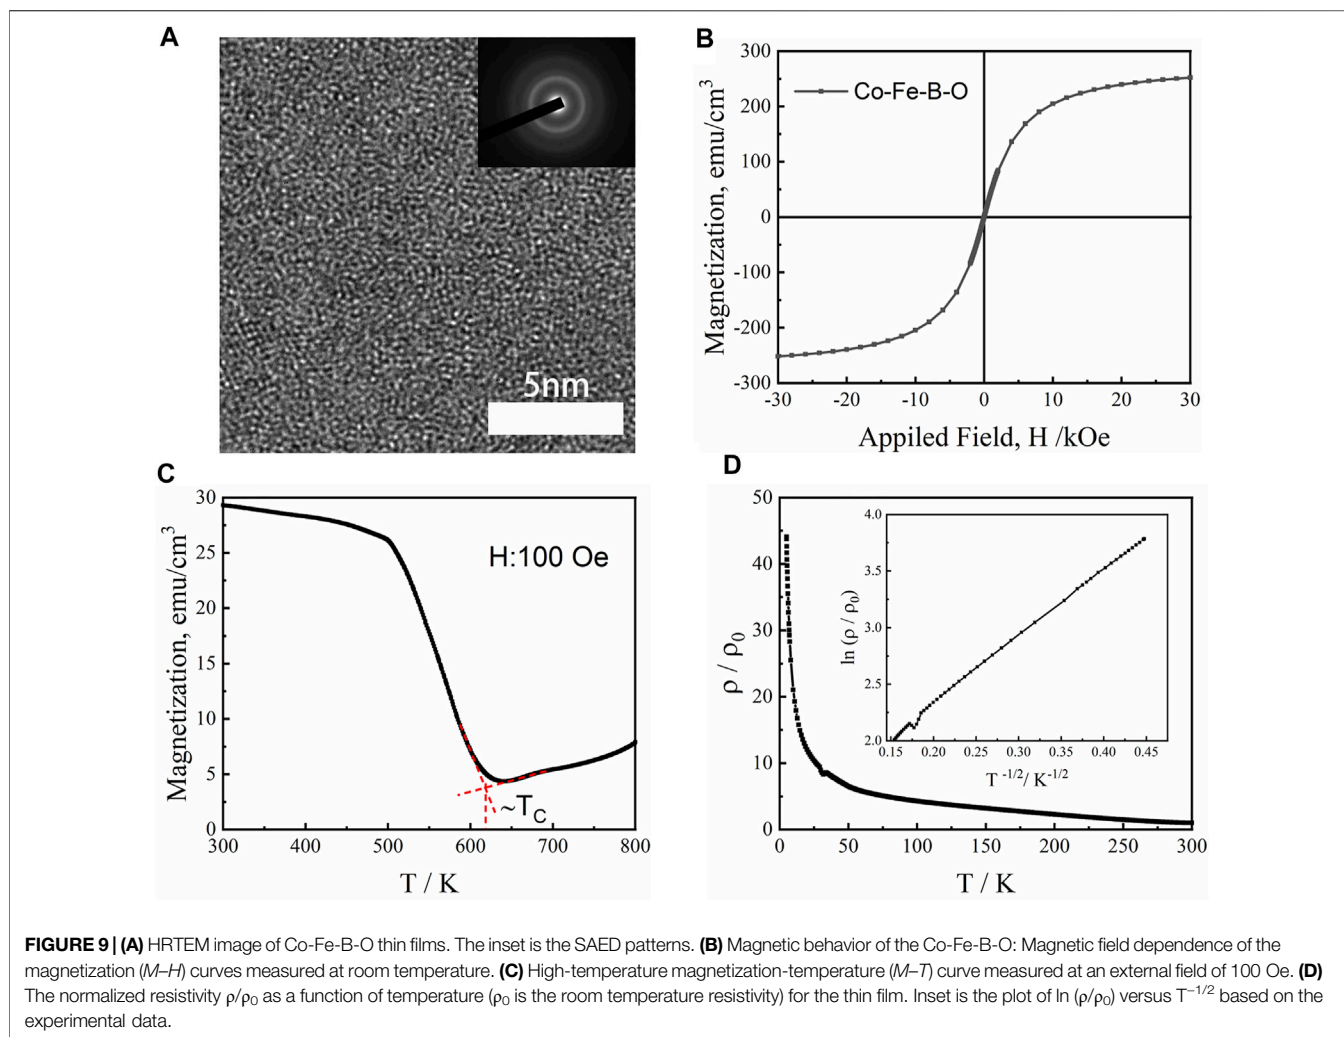 A
5nm
B
Magnetization, emu/cm³
300
200
100
0
-100
-200
-300
Co-Fe-B-O
-30
-20
-10
0
10
20
30
Appiled Field, H /kOe
C
Magnetization, emu/cm³
30
25
20
15
10
5
0
H:100 Oe
~T_C
300
400
500
600
700
800
T / K
D
ρ / ρ₀
50
40
30
20
10
0
ln (ρ / ρ₀)
4.0
3.5
3.0
2.5
2.0
0.15
0.20
0.25
0.30
0.35
0.40
0.45
T ⁻¹/²/ K⁻¹/²
0
50
100
150
200
250
300
T / K
FIGURE 9 | (A) HRTEM image of Co-Fe-B-O thin films. The inset is the SAED patterns. (B) Magnetic behavior of the Co-Fe-B-O: Magnetic field dependence of the
magnetization (M–H) curves measured at room temperature. (C) High-temperature magnetization-temperature (M–T) curve measured at an external field of 100 Oe. (D)
The normalized resistivity ρ/ρ₀ as a function of temperature (ρ₀ is the room temperature resistivity) for the thin film. Inset is the plot of ln (ρ/ρ₀) versus T⁻¹/² based on the
experimental data.